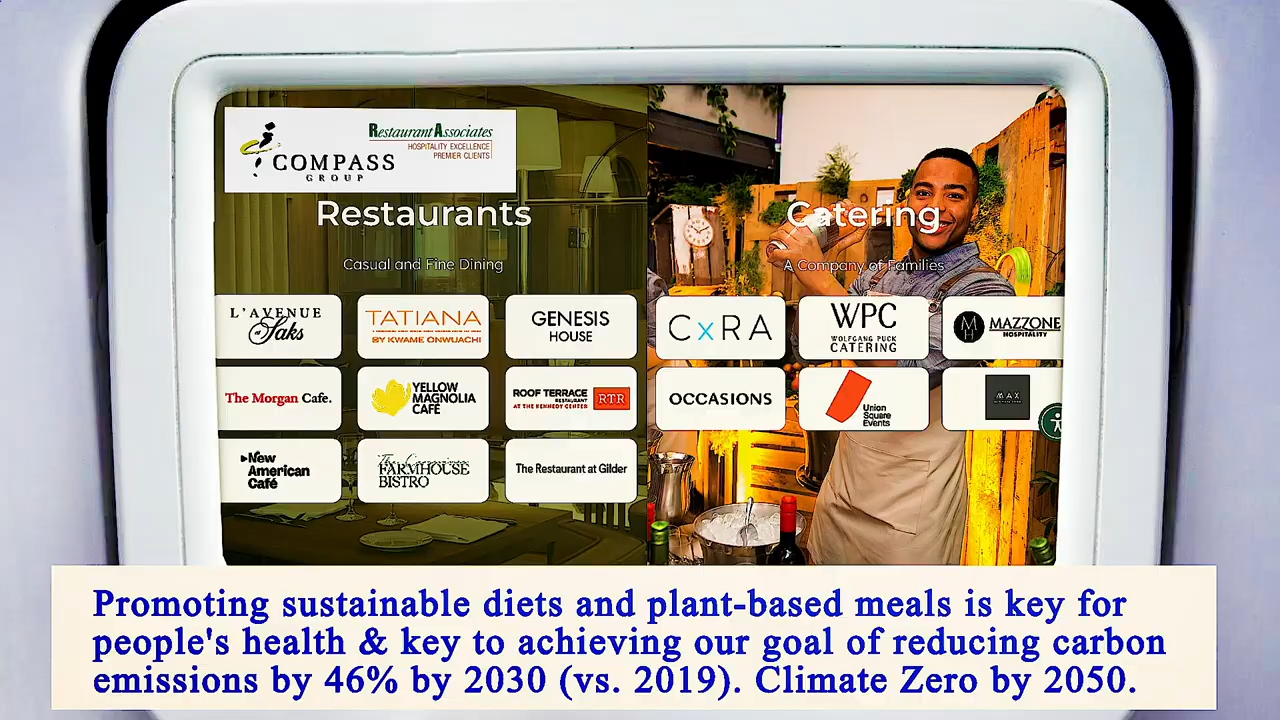 COMPASS
GROUP
Restaurant Associates
HOSPITALITY EXCELLENCE
PREMIER CLIENTS
Restaurants
Casual and Fine Dining
L'AVENUE
Saks
TATIANA
BY KWAME ONWUACHI
GENESIS
HOUSE
The Morgan Cafe.
YELLOW
MAGNOLIA
CAFÉ
ROOF TERRACE
RESTAURANT
AT THE KENNEDY CENTER
RTR
New
American
Café
FARMHOUSE
BISTRO
The Restaurant at Gilder
Catering
A Company of Families
CxRA
WPC
WOLFGANG PUCK
CATERING
MAZZONE
HOSPITALITY
OCCASIONS
Union
Square
Events
MAX
Promoting sustainable diets and plant-based meals is key for
people's health & key to achieving our goal of reducing carbon
emissions by 46% by 2030 (vs. 2019). Climate Zero by 2050.